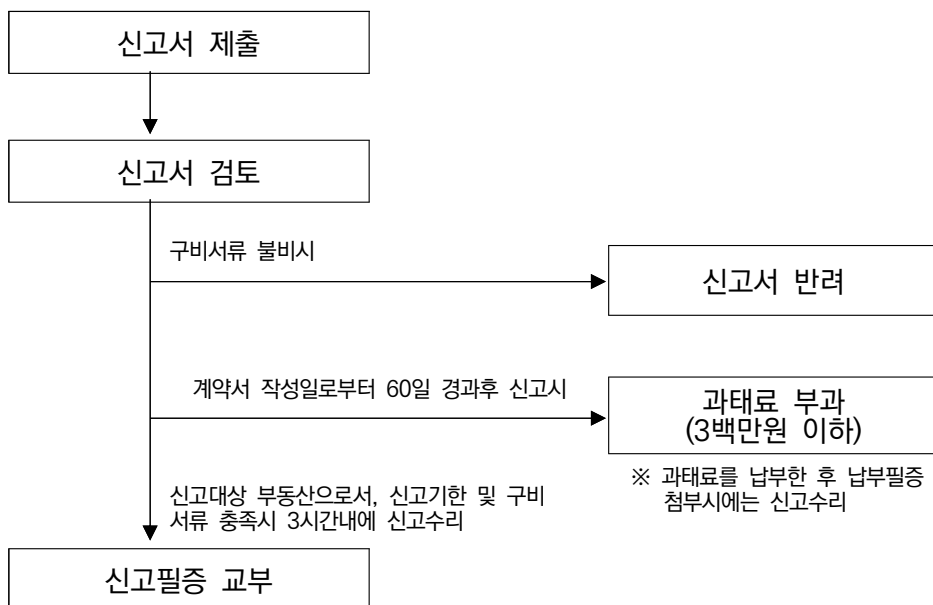 신고서 제출
신고서 검토
구비서류 불비시
신고서 반려
계약서 작성일로부터 60일 경과후 신고시
과태료 부과
(3백만원 이하)
※ 과태료를 납부한 후 납부필증
첨부시에는 신고수리
신고대상 부동산으로서, 신고기한 및 구비
서류 충족시 3시간내에 신고수리
신고필증 교부